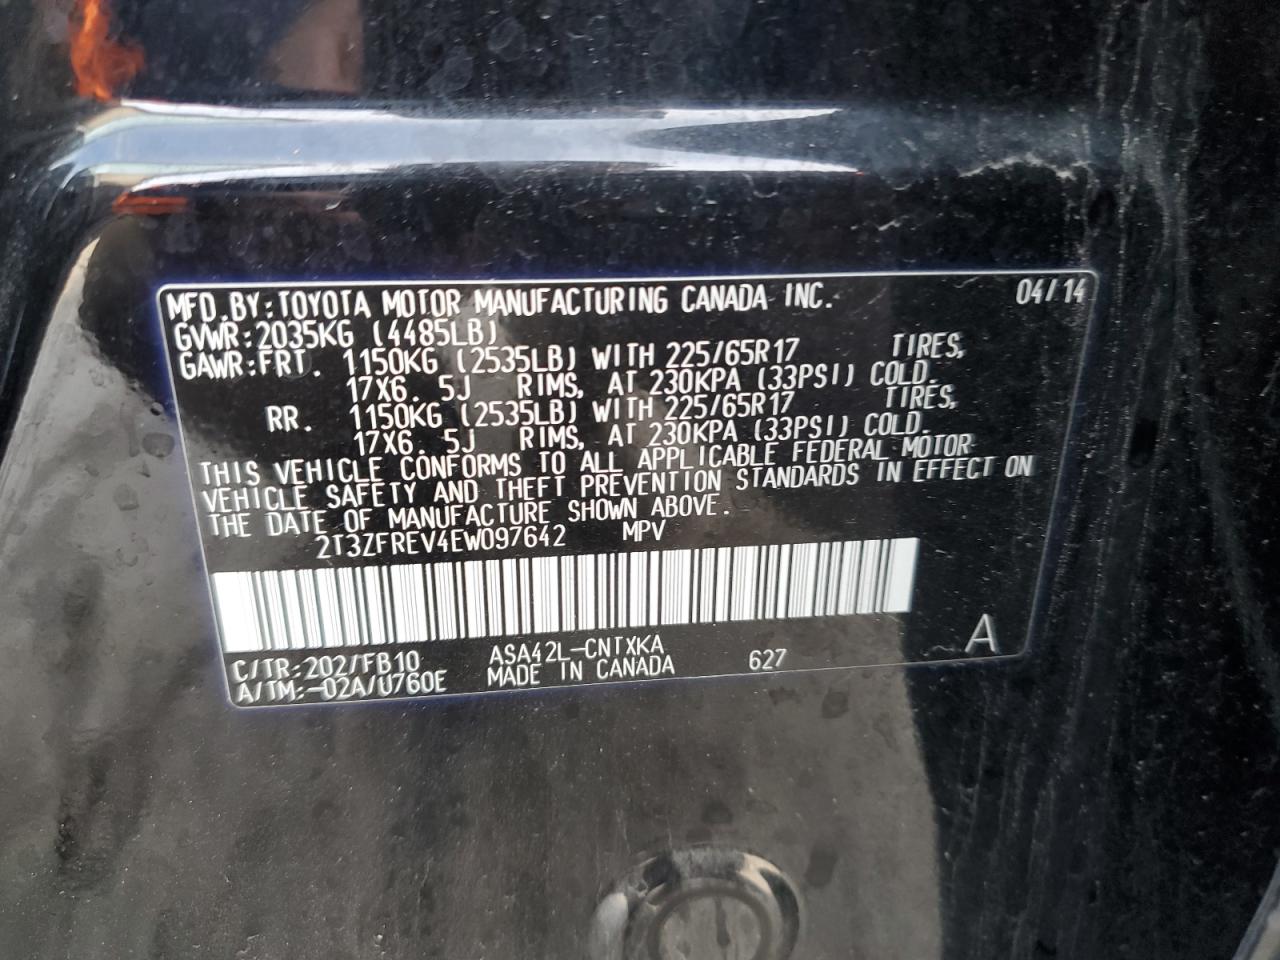 MFD.BY:TOYOTA MOTOR MANUFACTURING CANADA INC. 04/14
GVWR:2035KG (4485LB)
GAWR:FRT. 1150KG (2535LB) WITH 225/65R17 TIRES,
17X6. 5J RIMS, AT 230KPA (33PSI) COLD.
RR. 1150KG (2535LB) WITH 225/65R17 TIRES,
17X6. 5J RIMS, AT 230KPA (33PSI) COLD.
THIS VEHICLE CONFORMS TO ALL APPLICABLE FEDERAL MOTOR
VEHICLE SAFETY AND THEFT PREVENTION STANDARDS IN EFFECT ON
THE DATE OF MANUFACTURE SHOWN ABOVE.
2T3ZFREV4EW097642 MPV
C/TR:202/FB10 ASA42L-CNTXKA 627 A
A/TM:-02A/U760E MADE IN CANADA